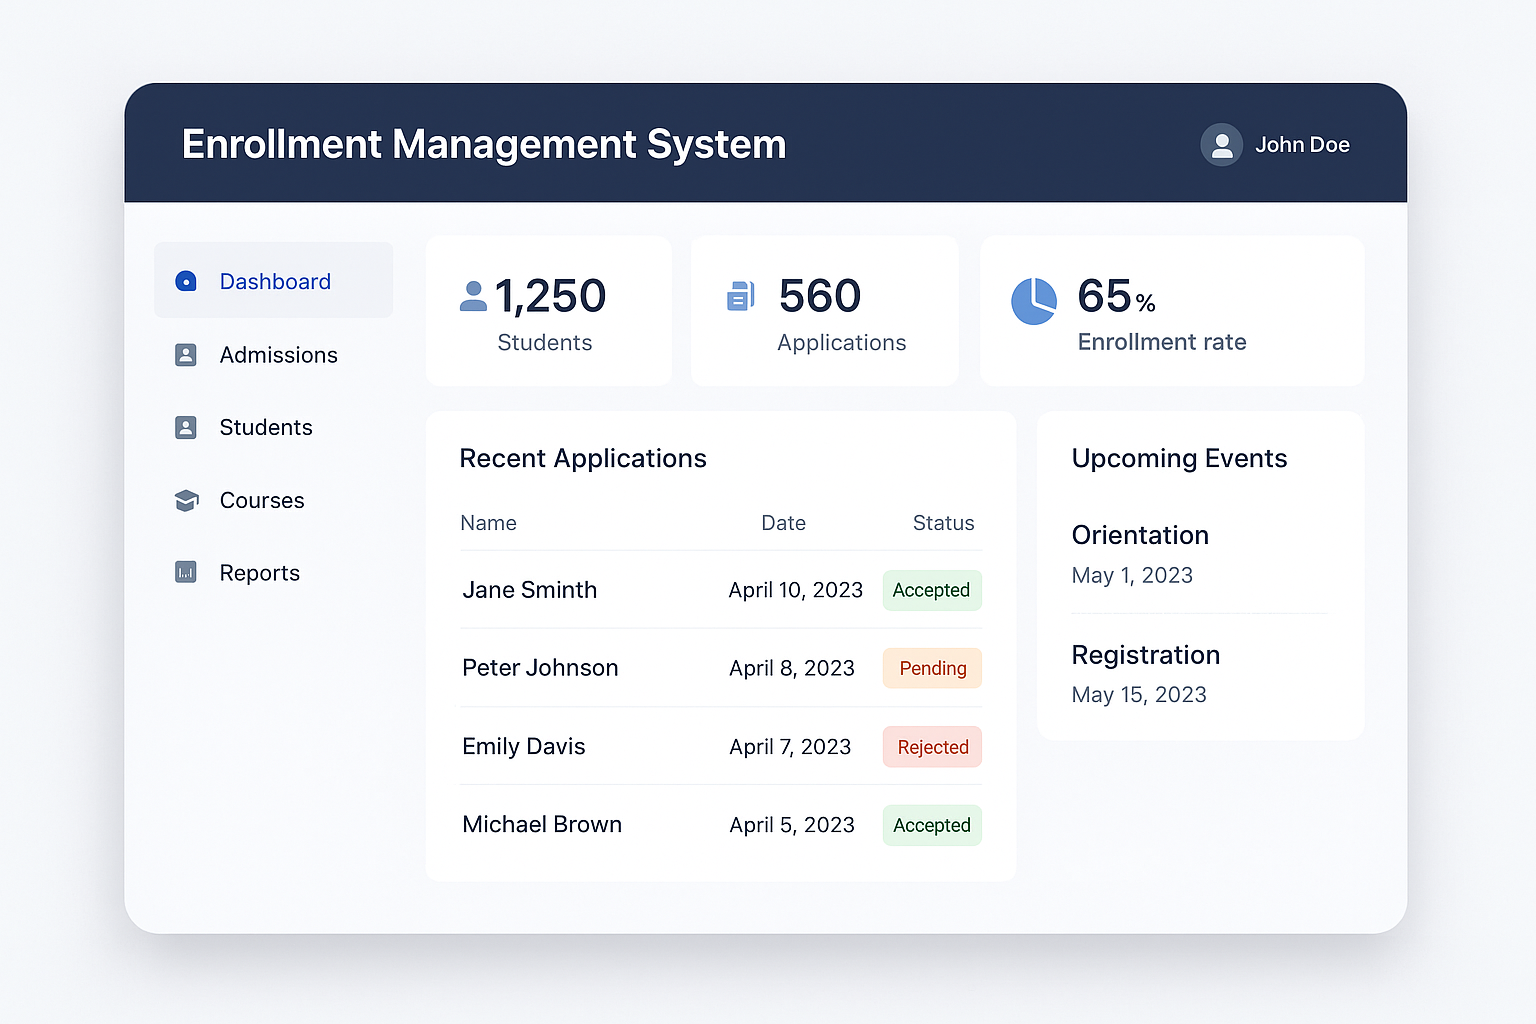 Enrollment Management System
John Doe
Dashboard
Admissions
Students
Courses
Reports
1,250
Students
560
Applications
65%
Enrollment rate
Recent Applications
Name Date Status
Jane Sminth April 10, 2023 Accepted
Peter Johnson April 8, 2023 Pending
Emily Davis April 7, 2023 Rejected
Michael Brown April 5, 2023 Accepted
Upcoming Events
Orientation
May 1, 2023
Registration
May 15, 2023